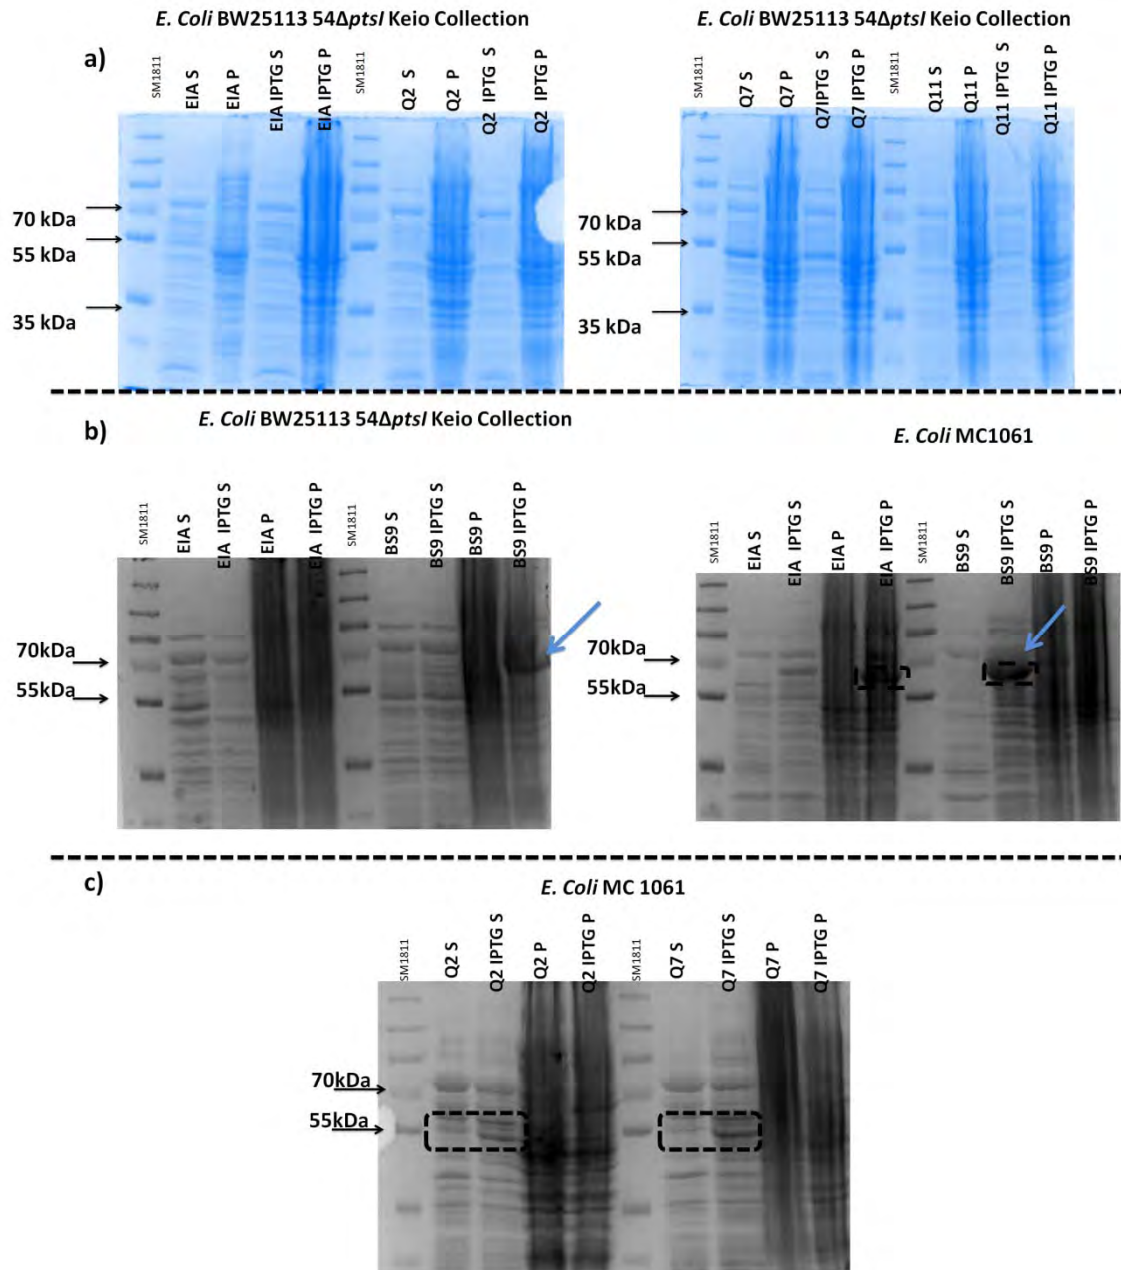 E. Coli BW25113 54ΔptsI Keio Collection
E. Coli BW25113 54ΔptsI Keio Collection
a)
SM1811
EIA S
EIA P
EIA IPTG S
EIA IPTG P
SM1811
Q2 S
Q2 P
Q2 IPTG S
Q2 IPTG P
SM1811
Q7 S
Q7 P
Q7IPTG S
Q7 IPTG P
SM1811
Q11 S
Q11 P
Q11 IPTG S
Q11 IPTG P
70 kDa
55 kDa
35 kDa
70 kDa
55 kDa
35 kDa
b)
E. Coli BW25113 54ΔptsI Keio Collection
E. Coli MC1061
SM1811
EIA S
EIA IPTG S
EIA P
EIA IPTG P
SM1811
BS9 S
BS9 IPTG S
BS9 P
BS9 IPTG P
SM1811
EIA S
EIA IPTG S
EIA P
EIA IPTG P
SM1811
BS9 S
BS9 IPTG S
BS9 P
BS9 IPTG P
70kDa
55kDa
70kDa
55kDa
c)
E. Coli MC 1061
SM1811
Q2 S
Q2 IPTG S
Q2 P
Q2 IPTG P
SM1811
Q7 S
Q7 IPTG S
Q7 P
Q7 IPTG P
70kDa
55kDa